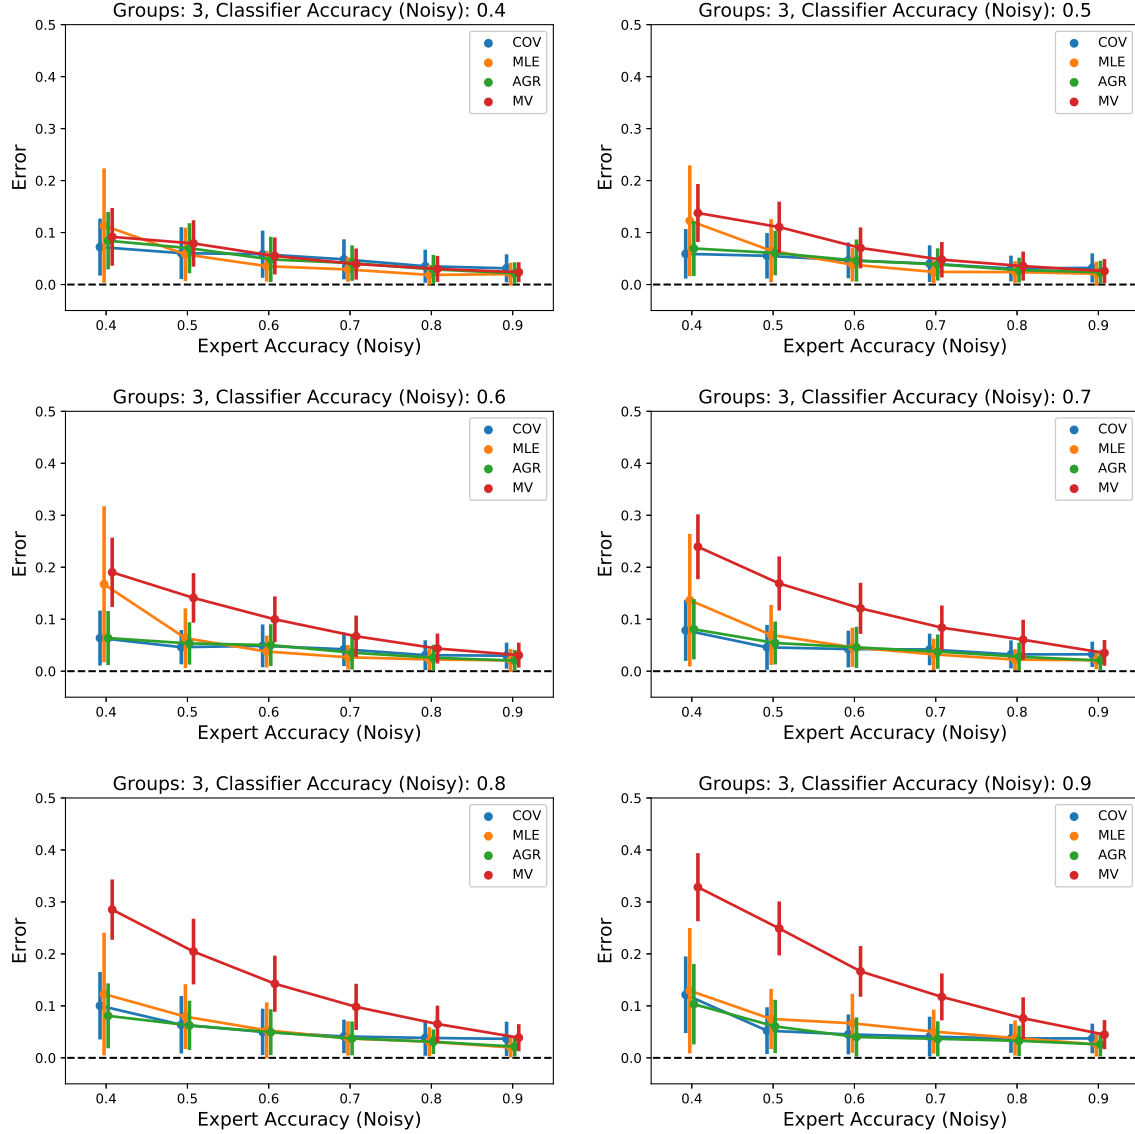 Groups: 3, Classifier Accuracy (Noisy): 0.4
0.5
0.4
0.3
0.2
0.1
0.0
Error
COV
MLE
AGR
MV
0.4 0.5 0.6 0.7 0.8 0.9
Expert Accuracy (Noisy)
Groups: 3, Classifier Accuracy (Noisy): 0.5
0.5
0.4
0.3
0.2
0.1
0.0
Error
COV
MLE
AGR
MV
0.4 0.5 0.6 0.7 0.8 0.9
Expert Accuracy (Noisy)
Groups: 3, Classifier Accuracy (Noisy): 0.6
0.5
0.4
0.3
0.2
0.1
0.0
Error
COV
MLE
AGR
MV
0.4 0.5 0.6 0.7 0.8 0.9
Expert Accuracy (Noisy)
Groups: 3, Classifier Accuracy (Noisy): 0.7
0.5
0.4
0.3
0.2
0.1
0.0
Error
COV
MLE
AGR
MV
0.4 0.5 0.6 0.7 0.8 0.9
Expert Accuracy (Noisy)
Groups: 3, Classifier Accuracy (Noisy): 0.8
0.5
0.4
0.3
0.2
0.1
0.0
Error
COV
MLE
AGR
MV
0.4 0.5 0.6 0.7 0.8 0.9
Expert Accuracy (Noisy)
Groups: 3, Classifier Accuracy (Noisy): 0.9
0.5
0.4
0.3
0.2
0.1
0.0
Error
COV
MLE
AGR
MV
0.4 0.5 0.6 0.7 0.8 0.9
Expert Accuracy (Noisy)